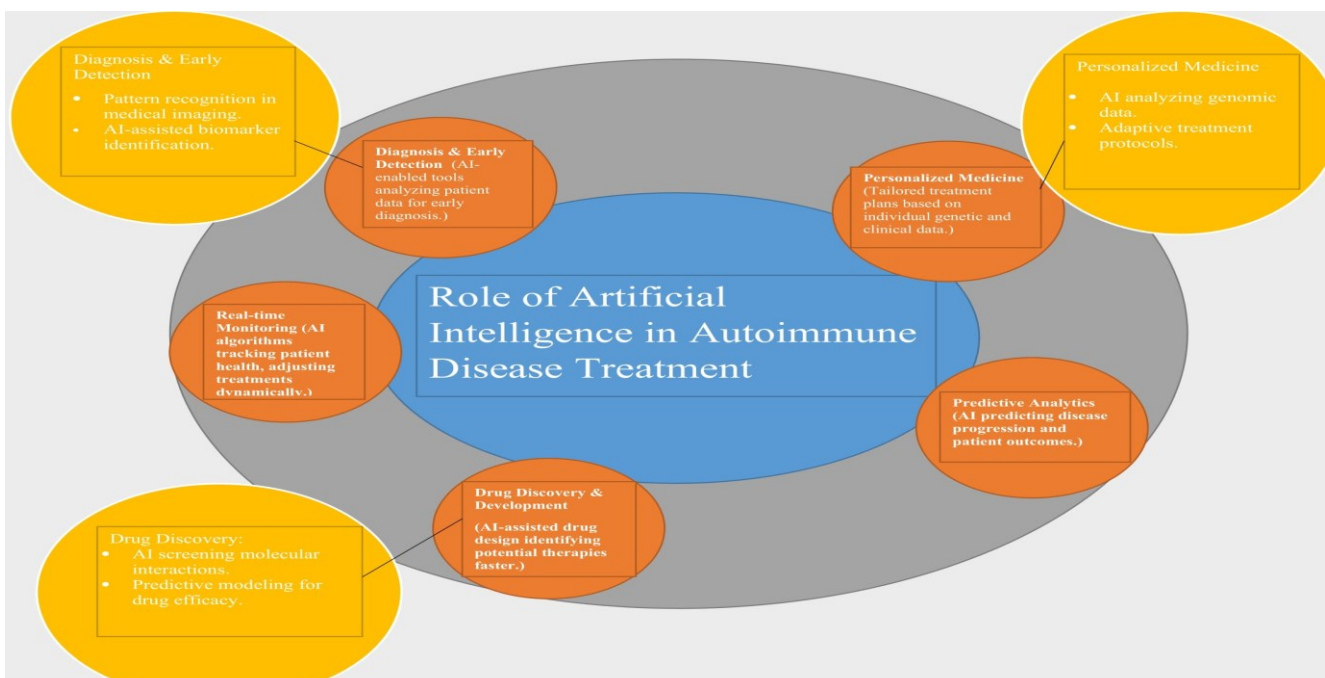 Diagnosis & Early
Detection
• Pattern recognition in
medical imaging.
• AI-assisted biomarker
identification.
Personalized Medicine
• AI analyzing genomic
data.
• Adaptive treatment
protocols.
Diagnosis & Early
Detection (AI-
enabled tools
analyzing patient
data for early
diagnosis.)
Personalized Medicine
(Tailored treatment
plans based on
individual genetic and
clinical data.)
Role of Artificial
Intelligence in Autoimmune
Disease Treatment
Real-time
Monitoring (AI
algorithms
tracking patient
health, adjusting
treatments
dynamically.)
Predictive Analytics
(AI predicting disease
progression and
patient outcomes.)
Drug Discovery &
Development
(AI-assisted drug
design identifying
potential therapies
faster.)
Drug Discovery:
• AI screening molecular
interactions.
• Predictive modeling for
drug efficacy.